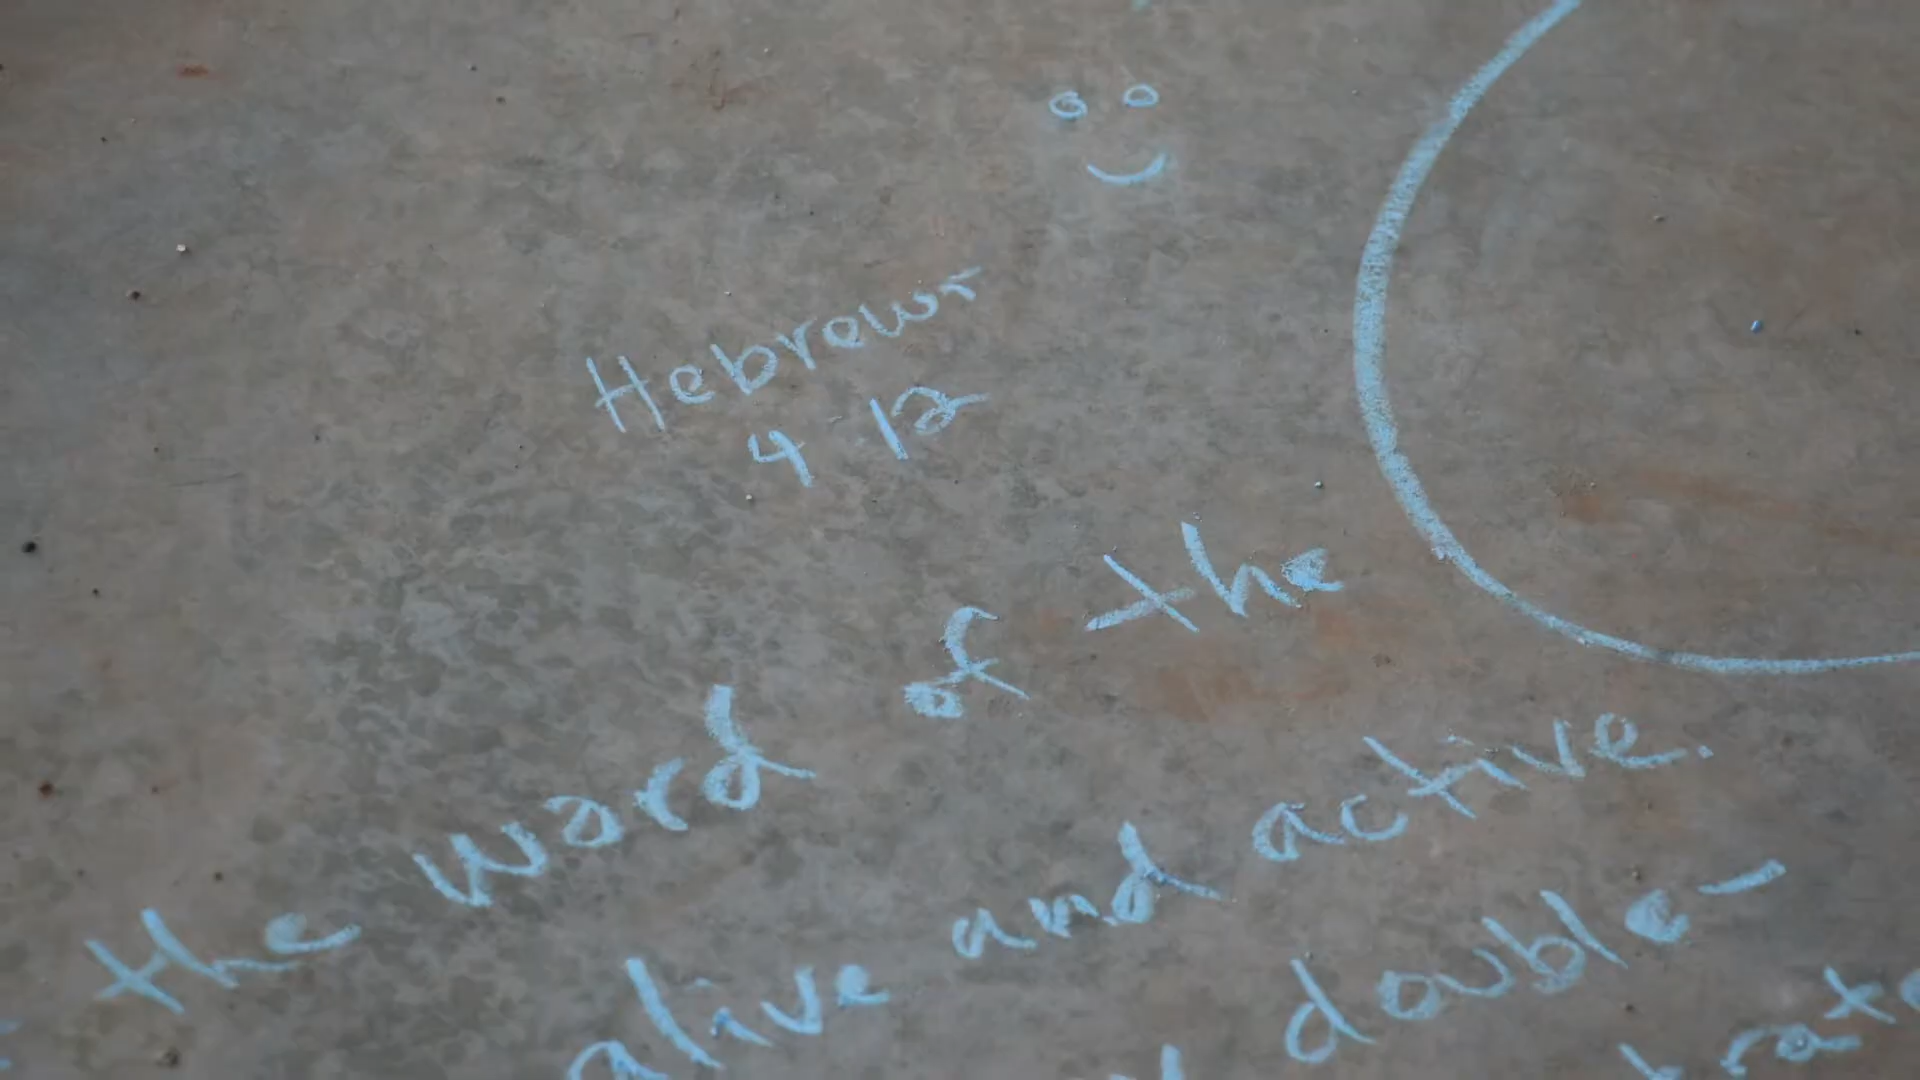 Hebrews
4 12
the word of the
alive and active.
double-